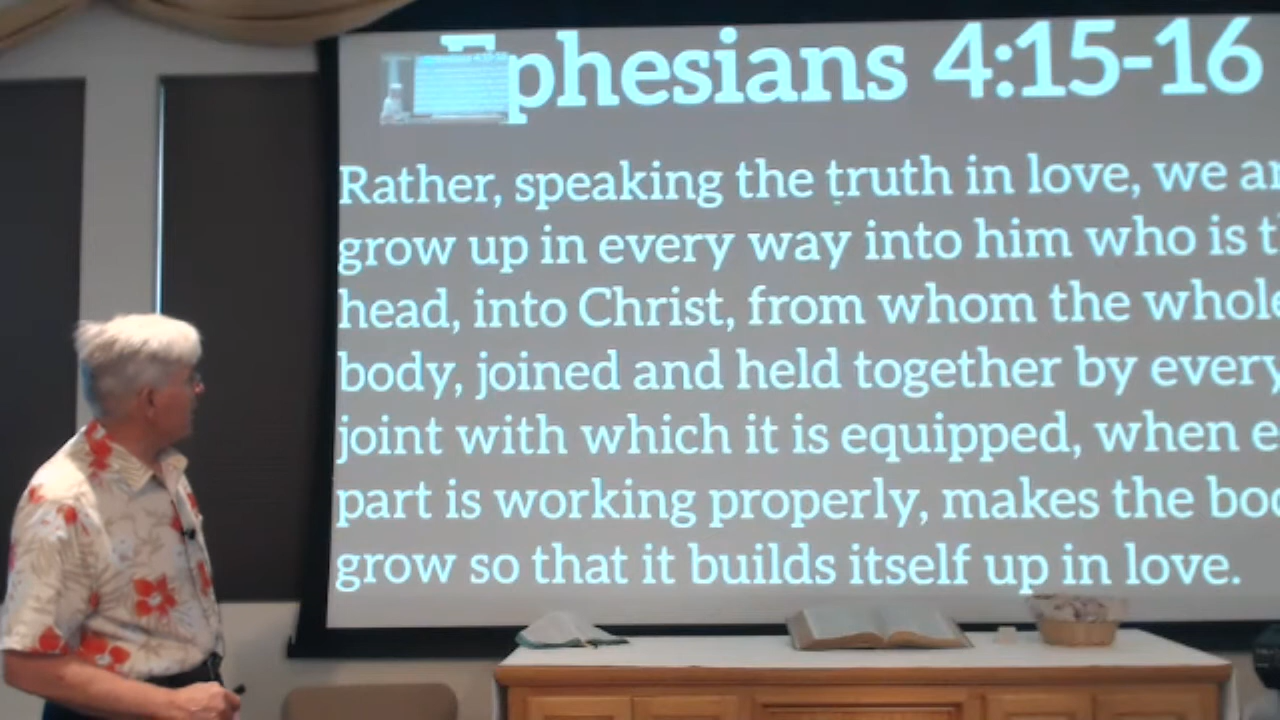 Ephesians 4:15-16
Rather, speaking the truth in love, we
grow up in every way into him who is
head, into Christ, from whom the whole
body, joined and held together by every
joint with which it is equipped, when
part is working properly, makes the
grow so that it builds itself up in love.